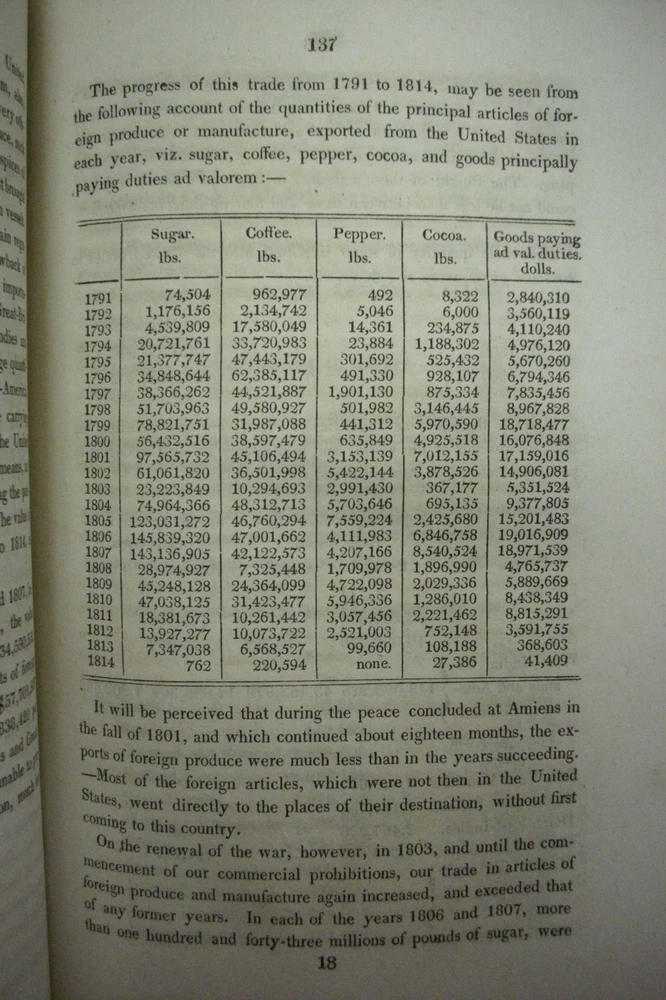 137
The progress of this trade from 1791 to 1814, may be seen from
the following account of the quantities of the principal articles of for-
eign produce or manufacture, exported from the United States in
each year, viz. sugar, coffee, pepper, cocoa, and goods principally
paying duties ad valorem :—
Sugar. Coffee. Pepper. Cocoa. Goods paying
lbs. lbs. lbs. lbs. ad val. duties.
dolls.
1791 74,504 962,977 492 8,322 2,840,310
1792 1,176,156 2,134,742 5,046 6,000 3,560,119
1793 4,539,809 17,580,049 14,361 234,875 4,110,240
1794 20,721,761 33,720,983 23,884 1,188,302 4,976,120
1795 21,377,747 47,443,179 301,692 525,432 5,670,260
1796 34,848,644 62,385,117 491,330 928,107 6,794,346
1797 38,366,262 44,521,887 1,901,130 875,334 7,835,456
1798 51,703,963 49,580,927 501,982 3,146,445 8,967,828
1799 78,821,751 31,987,088 441,312 5,970,590 18,718,477
1800 56,432,516 38,597,479 635,849 4,925,518 16,076,848
1801 97,565,732 45,106,494 3,153,139 7,012,155 17,159,016
1802 61,061,820 36,501,998 5,422,144 3,878,526 14,906,081
1803 23,223,849 10,294,693 2,991,430 367,177 5,351,524
1804 74,964,366 48,312,713 5,703,646 695,135 9,377,805
1805 123,031,272 46,760,294 7,559,224 2,425,680 15,201,483
1806 145,839,320 47,001,662 4,111,983 6,846,758 19,016,909
1807 143,136,905 42,122,573 4,207,166 8,540,524 18,971,539
1808 28,974,927 7,325,448 1,709,978 1,896,990 4,765,737
1809 45,248,128 24,364,099 4,722,098 2,029,336 5,889,669
1810 47,038,125 31,423,477 5,946,336 1,286,010 8,438,349
1811 18,381,673 10,261,442 3,057,456 2,221,462 8,815,291
1812 13,927,277 10,073,722 2,521,003 752,148 3,591,755
1813 7,347,038 6,568,527 99,660 108,188 368,603
1814 762 220,594 none. 27,386 41,409
It will be perceived that during the peace concluded at Amiens in
the fall of 1801, and which continued about eighteen months, the ex-
ports of foreign produce were much less than in the years succeeding.
—Most of the foreign articles, which were not then in the United
States, went directly to the places of their destination, without first
coming to this country.
On the renewal of the war, however, in 1803, and until the com-
mencement of our commercial prohibitions, our trade in articles of
foreign produce and manufacture again increased, and exceeded that
of any former years. In each of the years 1806 and 1807, more
than one hundred and forty-three millions of pounds of sugar, were
18